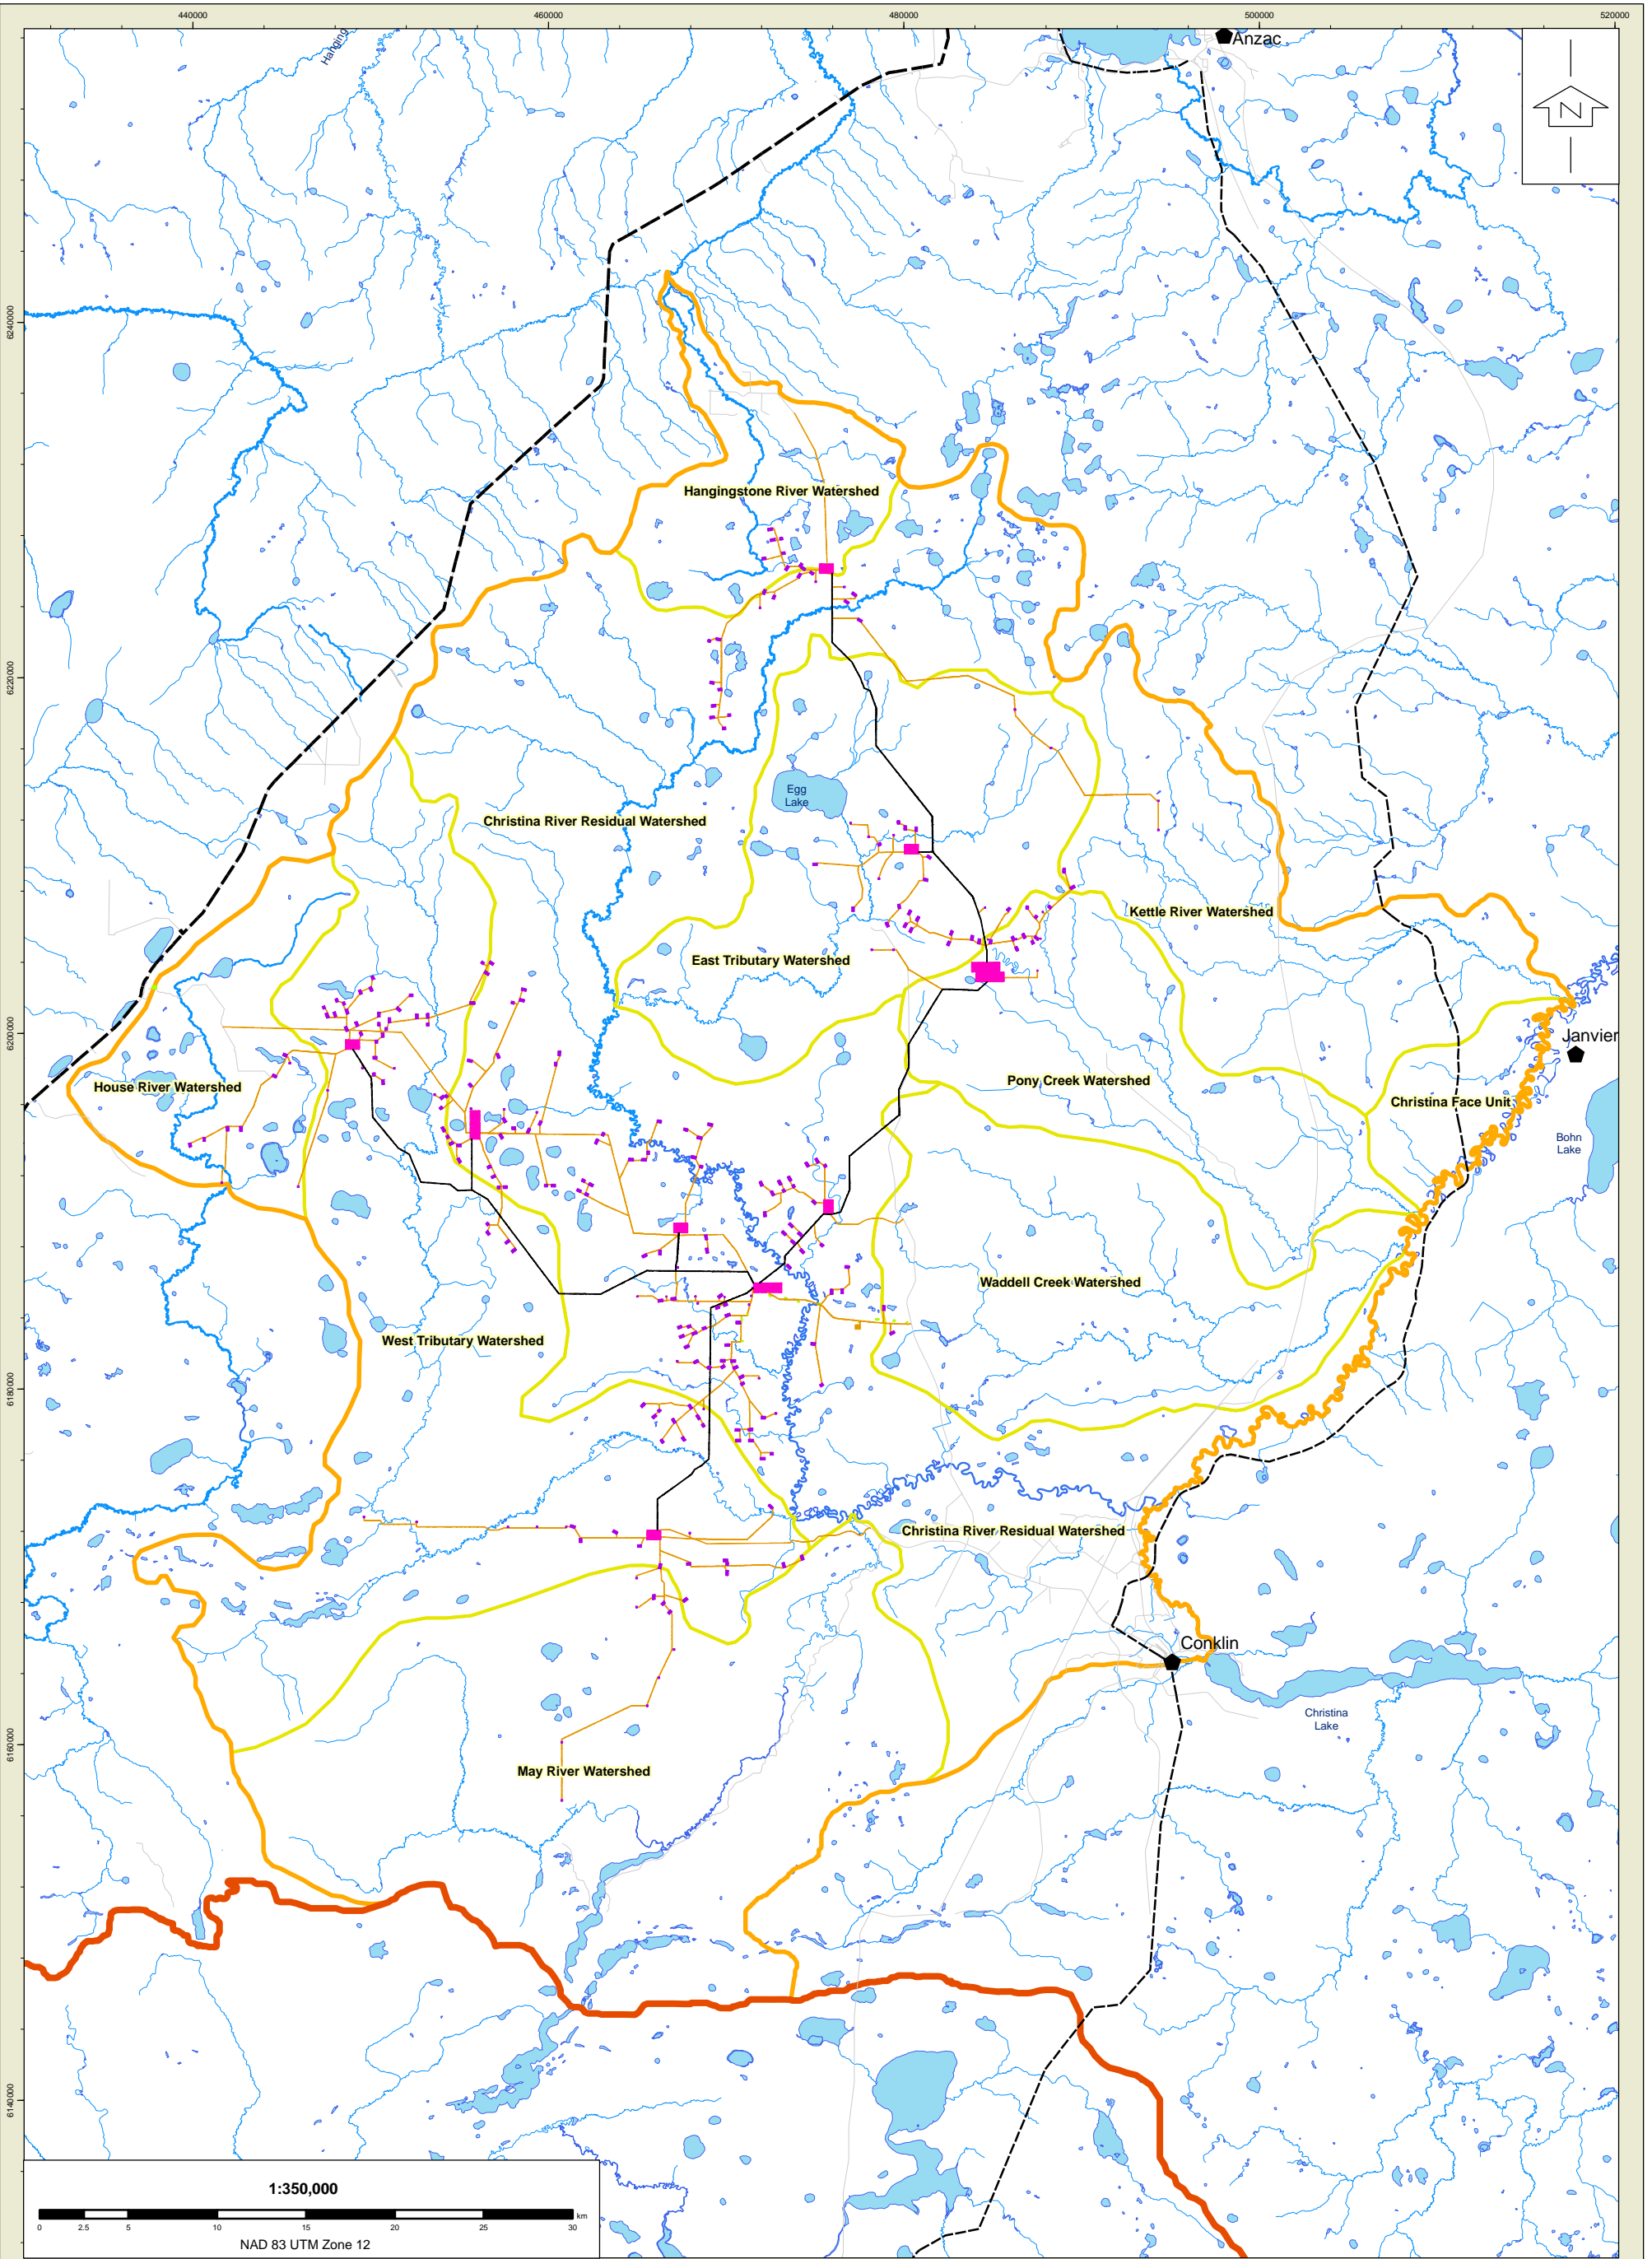 440000
460000
480000
500000
520000
Anzac
Hanging
N
6240000
Hangingstone River Watershed
6220000
Egg
Lake
Christina River Residual Watershed
Kettle River Watershed
East Tributary Watershed
6200000
Janvier
House River Watershed
Pony Creek Watershed
Christina Face Unit
Bohn
Lake
Waddell Creek Watershed
West Tributary Watershed
6180000
Christina River Residual Watershed
Conklin
Christina
Lake
6160000
May River Watershed
6140000
1:350,000
0 2.5 5 10 15 20 25 30 km
NAD 83 UTM Zone 12